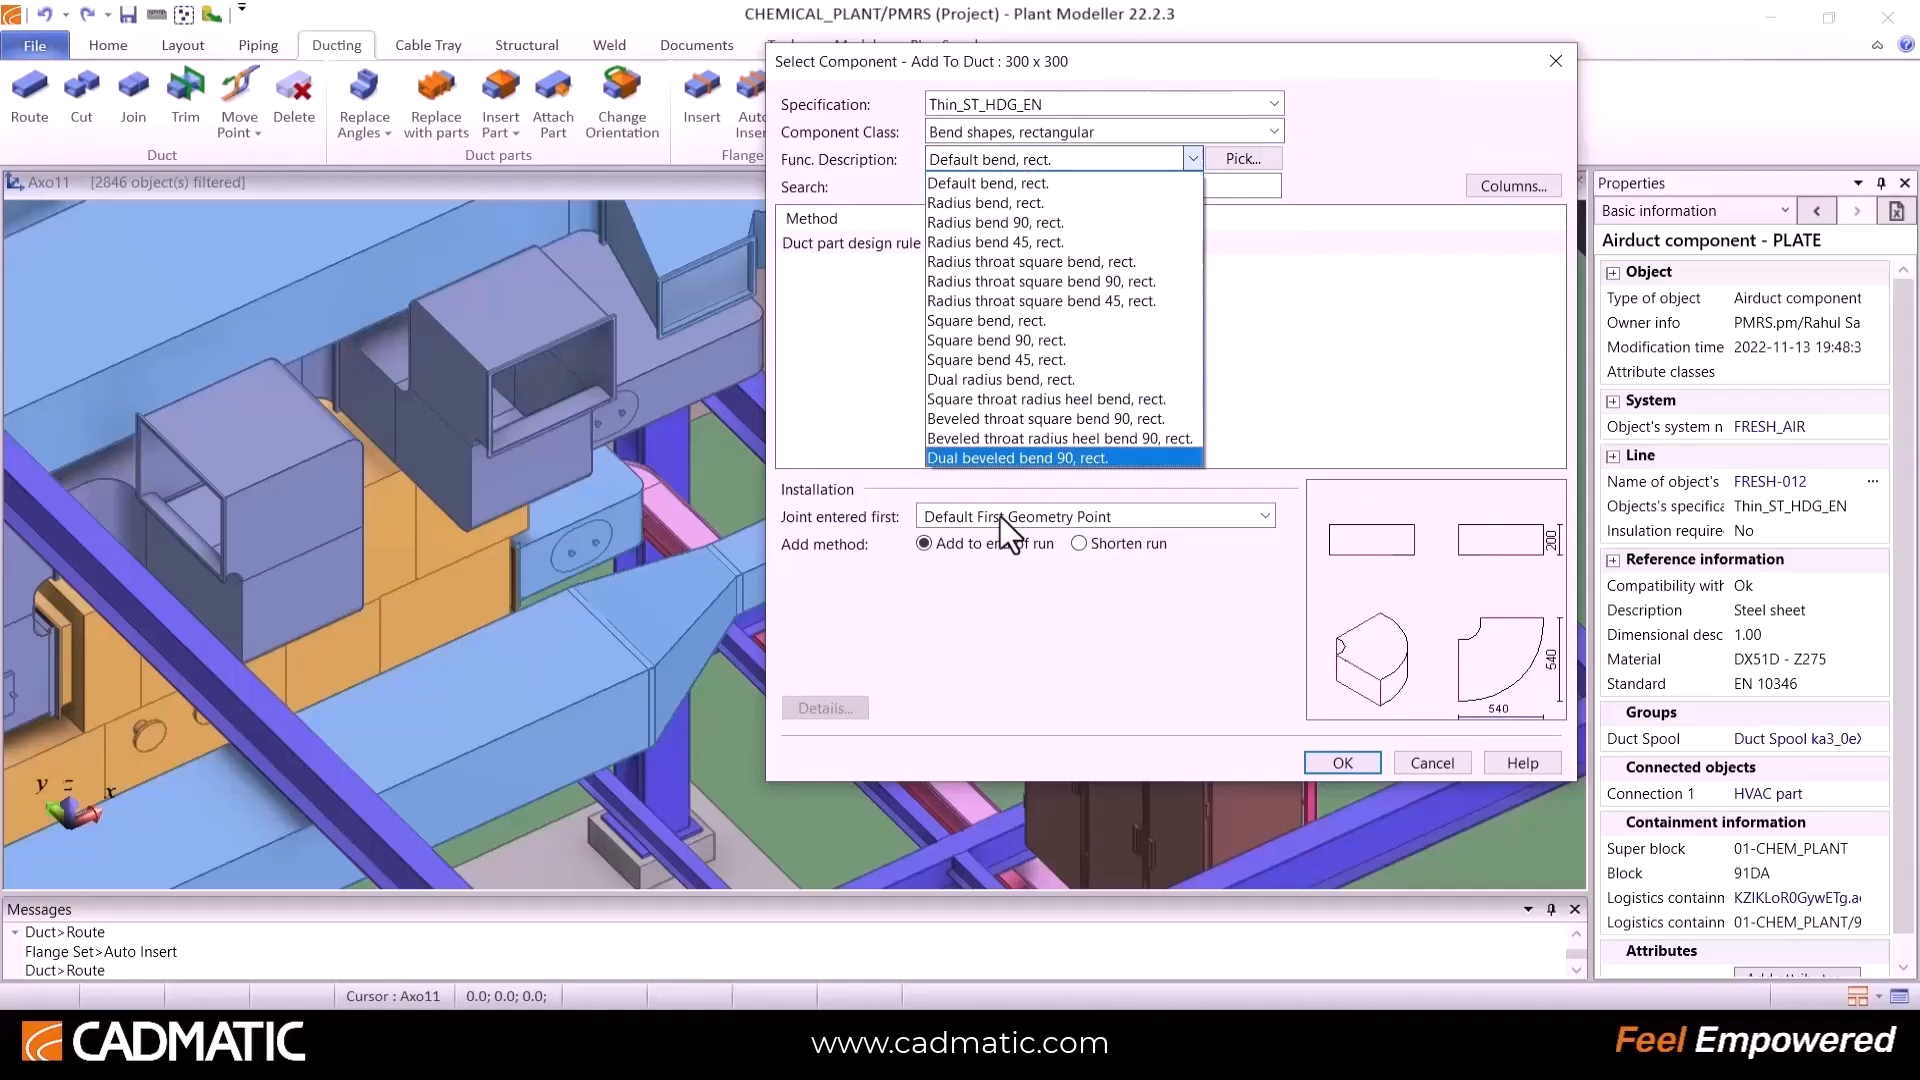 CHEMICAL_PLANT/PMRS (Project) - Plant Modeller 22.2.3
File Home Layout Piping Ducting Cable Tray Structural Weld Documents
Route Cut Join Trim Move Point Delete
Replace Angles Replace with parts Insert Part Attach Part Change Orientation
Insert Auto Inser
Duct Duct parts Flange
Axo11 [2846 object(s) filtered]
Select Component - Add To Duct : 300 x 300
Specification: Thin_ST_HDG_EN
Component Class: Bend shapes, rectangular
Func. Description: Default bend, rect. Pick...
Search: Columns...
Method
Duct part design rule
Default bend, rect.
Radius bend, rect.
Radius bend 90, rect.
Radius bend 45, rect.
Radius throat square bend, rect.
Radius throat square bend 90, rect.
Radius throat square bend 45, rect.
Square bend, rect.
Square bend 90, rect.
Square bend 45, rect.
Dual radius bend, rect.
Square throat radius heel bend, rect.
Beveled throat square bend 90, rect.
Beveled throat radius heel bend 90, rect.
Dual beveled bend 90, rect.
Installation
Joint entered first: Default First Geometry Point
Add method: Add to en f run Shorten run
200
540
540
Details...
OK Cancel Help
Properties
Basic information
Airduct component - PLATE
Object
Type of object Airduct component
Owner info PMRS.pm/Rahul Sa
Modification time 2022-11-13 19:48:3
Attribute classes
System
Object's system n FRESH_AIR
Line
Name of object's FRESH-012 ...
Objects's specifica Thin_ST_HDG_EN
Insulation require No
Reference information
Compatibility with Ok
Description Steel sheet
Dimensional desc 1.00
Material DX51D - Z275
Standard EN 10346
Groups
Duct Spool Duct Spool ka3_0eX
Connected objects
Connection 1 HVAC part
Containment information
Super block 01-CHEM_PLANT
Block 91DA
Logistics containn KZIKLoR0GywETg.a
Logistics containn 01-CHEM_PLANT/9
Attributes
y z x
Messages
Duct>Route
Flange Set>Auto Insert
Duct>Route
Cursor : Axo11 0.0; 0.0; 0.0;
CADMATIC www.cadmatic.com Feel Empowered